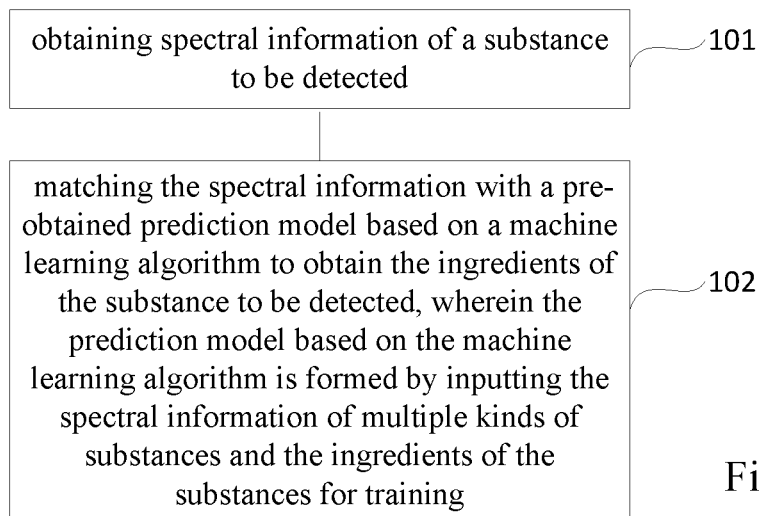 obtaining spectral information of a substance
to be detected
101
matching the spectral information with a pre-
obtained prediction model based on a machine
learning algorithm to obtain the ingredients of
the substance to be detected, wherein the
prediction model based on the machine
learning algorithm is formed by inputting the
spectral information of multiple kinds of
substances and the ingredients of the
substances for training
102
Fi